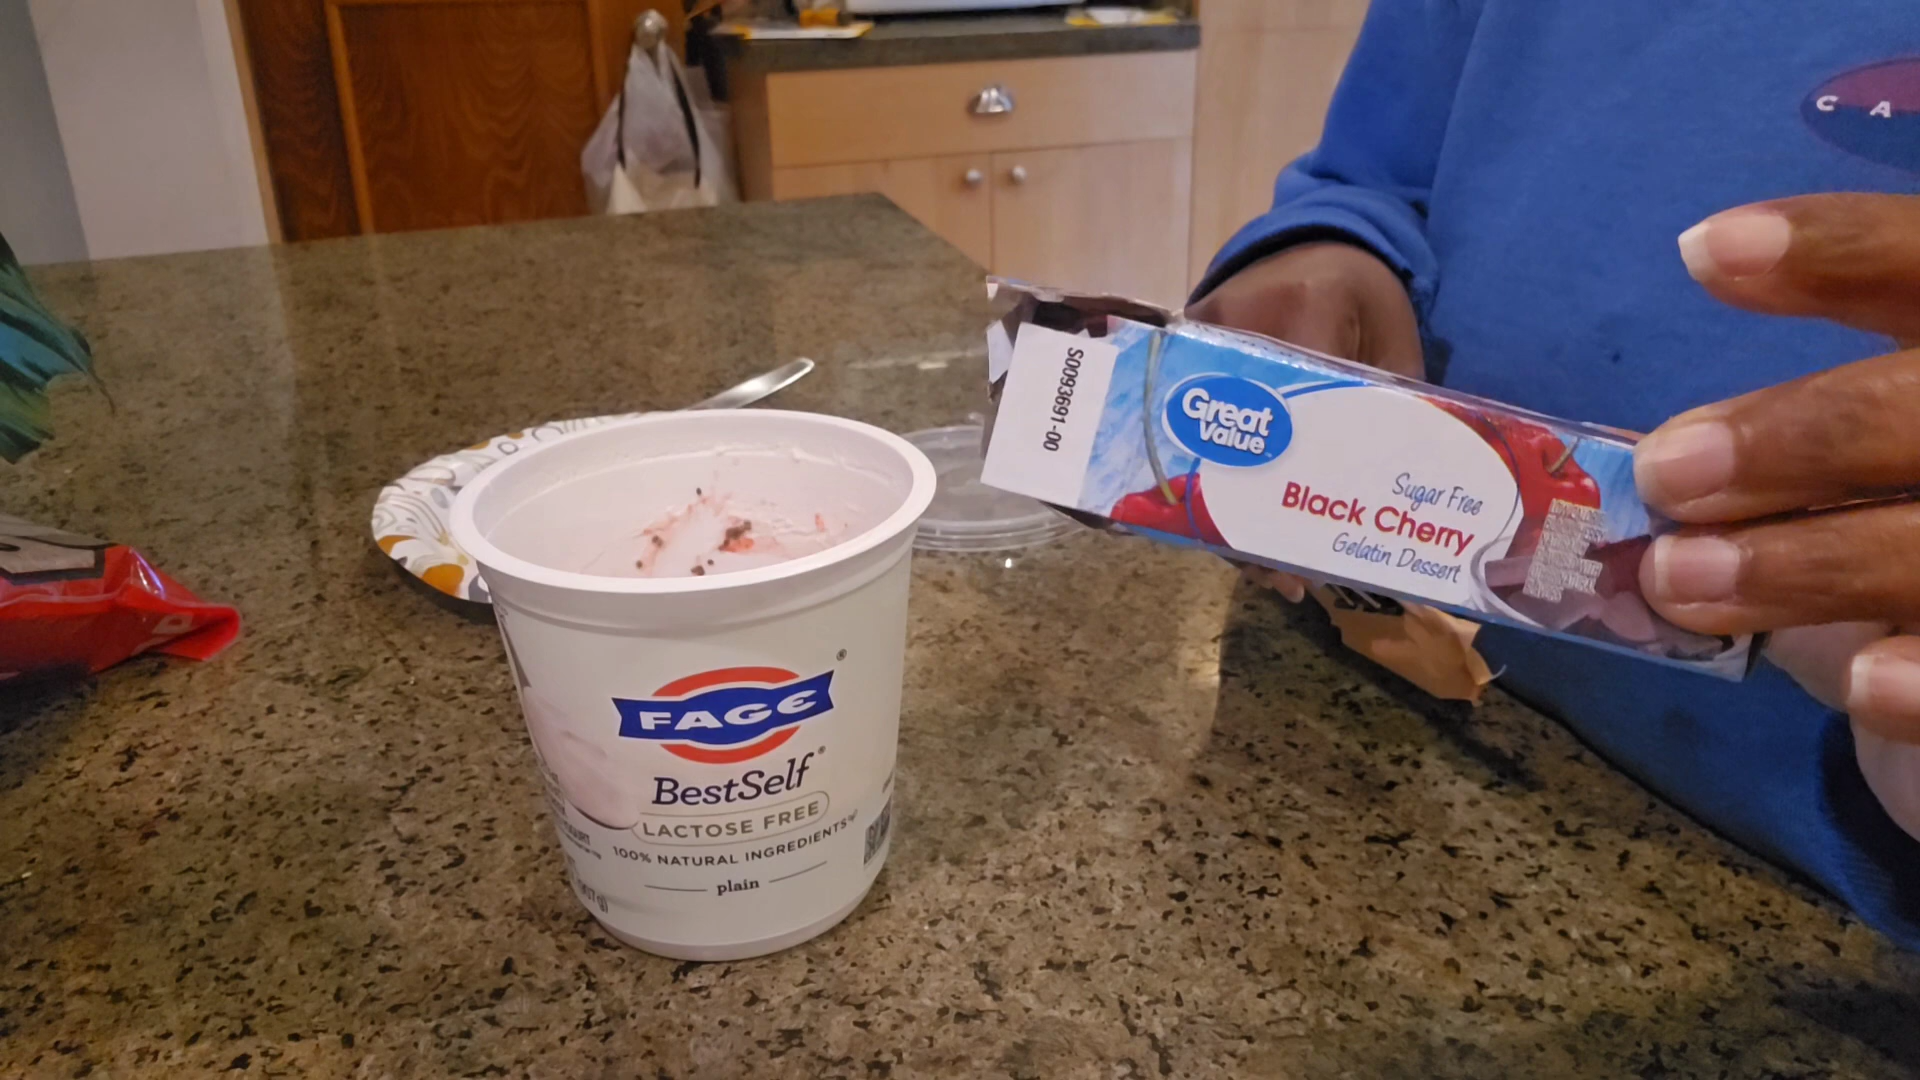 C A
S0093691-00
Great
Value
Sugar Free
Black Cherry
Gelatin Dessert
FAGE
BestSelf
LACTOSE FREE
100% NATURAL INGREDIENTS
plain